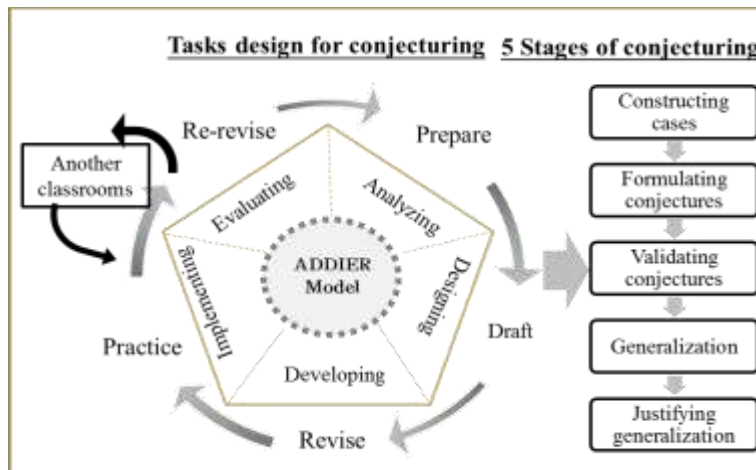 Tasks design for conjecturing
5 Stages of conjecturing
Re-revise
Prepare
Another
classrooms
Evaluating
Analyzing
ADDIER
Model
Implementing
Designing
Practice
Draft
Developing
Revise
Constructing
cases
Formulating
conjectures
Validating
conjectures
Generalization
Justifying
generalization